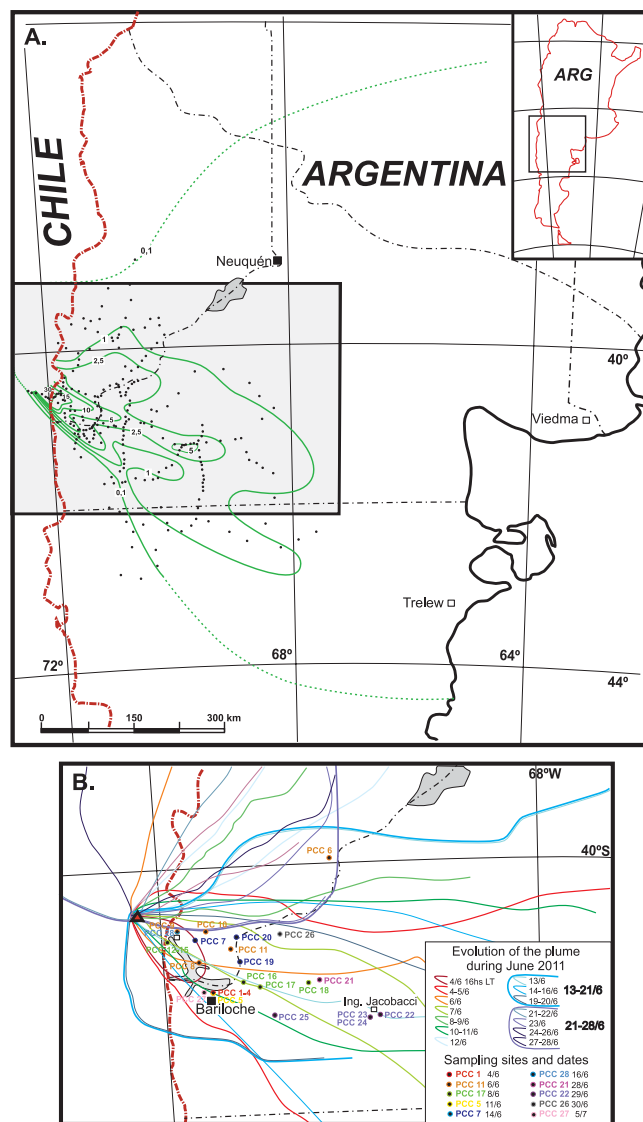 A.
ARG
CHILE
ARGENTINA
0,1
Neuquén
1
2,5
40º
30
15
10
5
2,5
5
1
0,1
Viedma
Trelew
72º
68º
64º
44º
0 150 300 km
B.
68ºW
40ºS
PCC 6
PCC 10
PCC 28
PCC 7
PCC 20
PCC 26
PCC 11
PCC 19
PCC 16
PCC 17
PCC 18
PCC 21
PCC 1-4
Bariloche
Ing. Jacobacci
PCC 25
PCC 23
PCC 24
PCC 22
Evolution of the plume
during June 2011
4/6 16hs LT
4-5/6
6/6
7/6
8-9/6
10-11/6
12/6
13/6
14-16/6
19-20/6
13-21/6
21-22/6
23/6
24-26/6
27-28/6
21-28/6
Sampling sites and dates
PCC 1 4/6
PCC 11 6/6
PCC 17 8/6
PCC 5 11/6
PCC 7 14/6
PCC 28 16/6
PCC 21 28/6
PCC 22 29/6
PCC 26 30/6
PCC 27 5/7